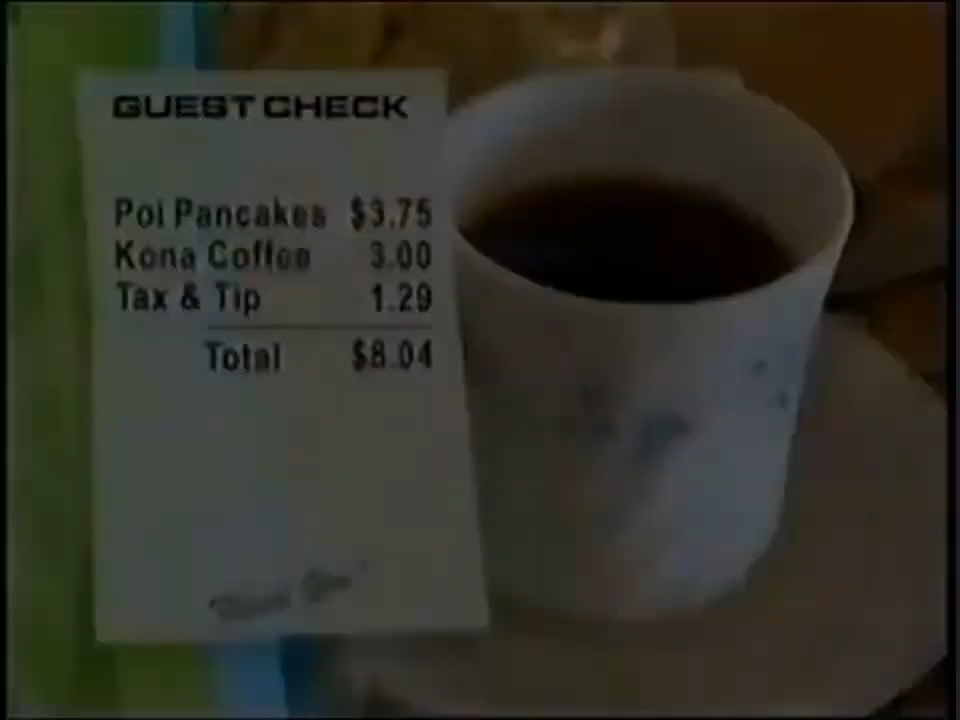 GUEST CHECK
Poi Pancakes $3.75
Kona Coffee 3.00
Tax & Tip 1.29
Total $8.04